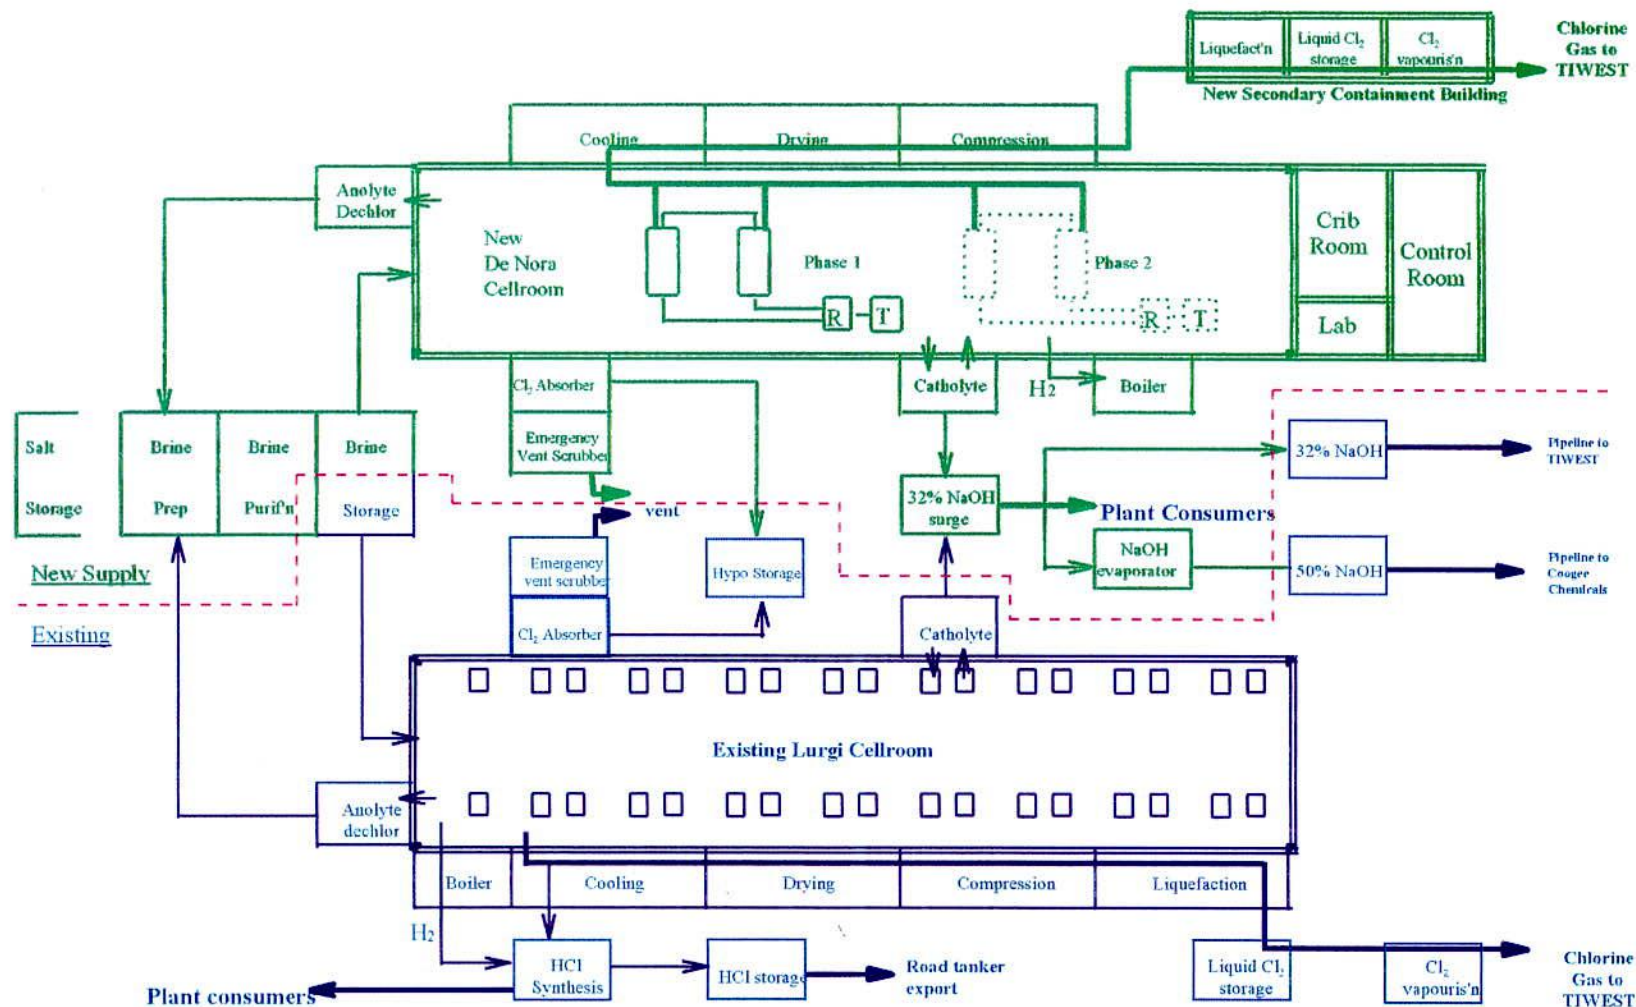 Liquefact'n
Liquid Cl2
storage
Cl2
vapouris'n
Chlorine
Gas to
TIWEST
New Secondary Containment Building
Cooling
Drying
Compression
Anolyte
Dechlor
New
De Nora
Cellroom
Phase 1
R
T
Phase 2
R
T
Crib
Room
Lab
Control
Room
Cl2 Absorber
Emergency
Vent Scrubber
Catholyte
H2
Boiler
Salt
Storage
Brine
Prep
Brine
Purif'n
Brine
Storage
32% NaOH
surge
32% NaOH
Pipeline to
TIWEST
vent
Plant Consumers
Emergency
vent scrubber
Hypo Storage
NaOH
evaporator
50% NaOH
Pipeline to
Cooger
Chemicals
New Supply
Existing
Cl2 Absorber
Catholyte
Existing Lurgi Cellroom
Anolyte
dechlor
Boiler
Cooling
Drying
Compression
Liquefaction
H2
HCl
Synthesis
HCl storage
Road tanker
export
Liquid Cl2
storage
Cl2
vapouris'n
Chlorine
Gas to
TIWEST
Plant consumers